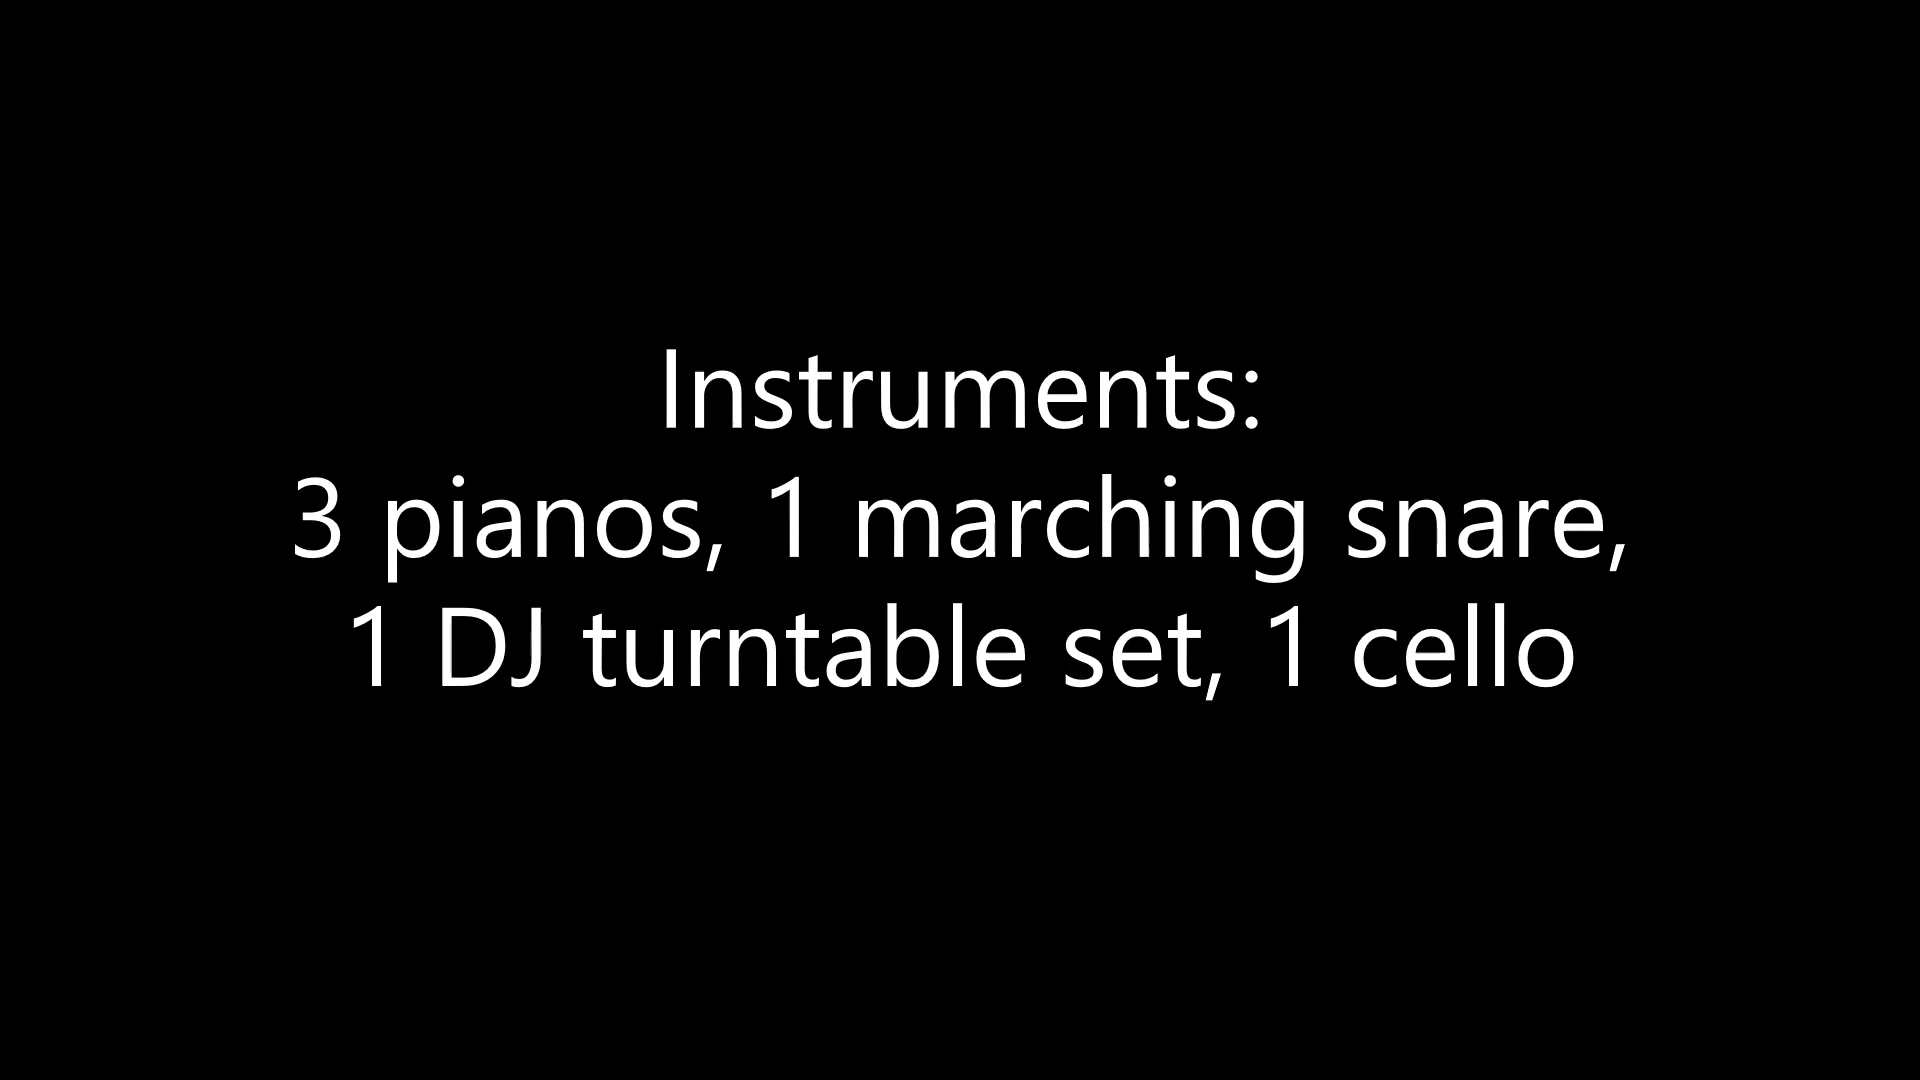 Instruments:
3 pianos, 1 marching snare,
1 DJ turntable set, 1 cello